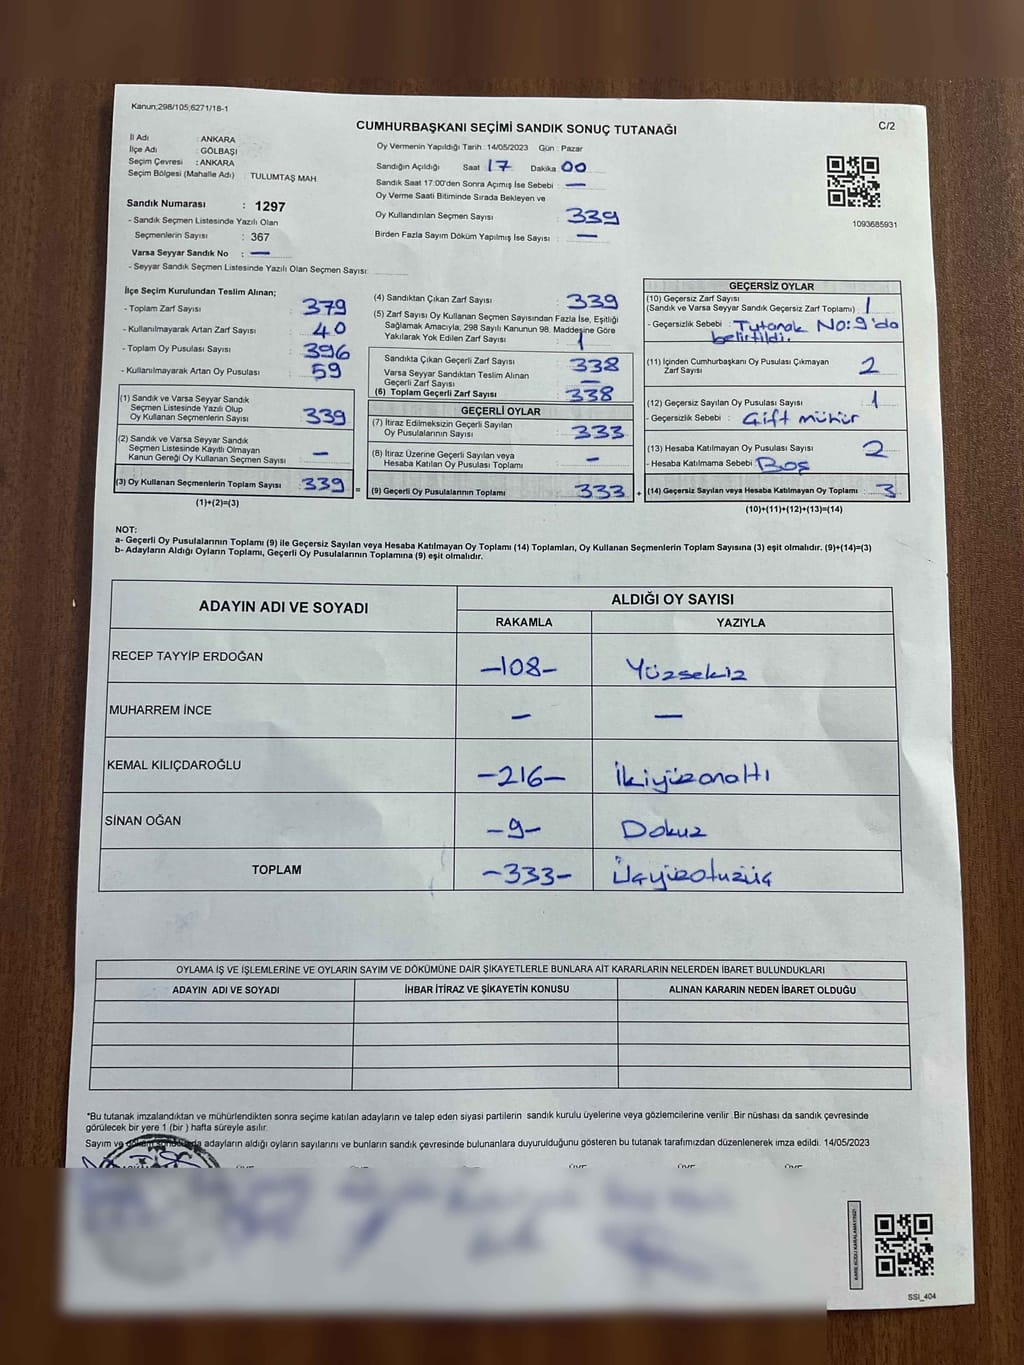 Kanun;298/105;6271/18-1
CUMHURBAŞKANI SEÇİMİ SANDIK SONUÇ TUTANAĞI
C/2
İl Adı : ANKARA
İlçe Adı : GÖLBAŞI
Seçim Çevresi : ANKARA
Seçim Bölgesi (Mahalle Adı) : TULUMTAŞ MAH.
Oy Vermenin Yapıldığı Tarih : 14/05/2023 Gün : Pazar
Sandığın Açıldığı Saat 17 Dakika 00
Sandık Saat 17:00'den Sonra Açımış İse Sebebi : —
Oy Verme Saati Bitiminde Sırada Bekleyen ve
Oy Kullandırılan Seçmen Sayısı : 339
Birden Fazla Sayım Döküm Yapılmış İse Sayısı : —
1093685931
Sandık Numarası : 1297
- Sandık Seçmen Listesinde Yazılı Olan
Seçmenlerin Sayısı : 367
Varsa Seyyar Sandık No : —
- Seyyar Sandık Seçmen Listesinde Yazılı Olan Seçmen Sayısı:
İlçe Seçim Kurulundan Teslim Alınan;
- Toplam Zarf Sayısı : 379
- Kullanılmayarak Artan Zarf Sayısı : 40
- Toplam Oy Pusulası Sayısı : 396
- Kullanılmayarak Artan Oy Pusulası : 59
(1) Sandık ve Varsa Seyyar Sandık
Seçmen Listesinde Yazılı Olup
Oy Kullanan Seçmenlerin Sayısı : 339
(2) Sandık ve Varsa Seyyar Sandık
Seçmen Listesinde Kayıtlı Olmayan
Kanun Gereği Oy Kullanan Seçmen Sayısı : —
(3) Oy Kullanan Seçmenlerin Toplam Sayısı : 339 =
(1)+(2)=(3)
(4) Sandıktan Çıkan Zarf Sayısı : 339
(5) Zarf Sayısı Oy Kullanan Seçmen Sayısından Fazla İse, Eşitliği
Sağlamak Amacıyla, 298 Sayılı Kanunun 98. Maddesine Göre
Yakılarak Yok Edilen Zarf Sayısı : 1
Sandıkta Çıkan Geçerli Zarf Sayısı : 338
Varsa Seyyar Sandıktan Teslim Alınan
Geçerli Zarf Sayısı : —
(6) Toplam Geçerli Zarf Sayısı : 338
GEÇERLİ OYLAR
(7) İtiraz Edilmeksizin Geçerli Sayılan
Oy Pusulalarının Sayısı : 333
(8) İtiraz Üzerine Geçerli Sayılan veya
Hesaba Katılan Oy Pusulası Toplamı : —
(9) Geçerli Oy Pusulalarının Toplamı : 333 +
GEÇERSİZ OYLAR
(10) Geçersiz Zarf Sayısı
(Sandık ve Varsa Seyyar Sandık Geçersiz Zarf Toplamı) : 1
- Geçersizlik Sebebi : Tutanak No:9'da
belirtildi.
(11) İçinden Cumhurbaşkanı Oy Pusulası Çıkmayan
Zarf Sayısı : 2
(12) Geçersiz Sayılan Oy Pusulası Sayısı : 1
- Geçersizlik Sebebi : Çift mühür
(13) Hesaba Katılmayan Oy Pusulası Sayısı : 2
- Hesaba Katılmama Sebebi : Boş
(14) Geçersiz Sayılan veya Hesaba Katılmayan Oy Toplamı : 3
(10)+(11)+(12)+(13)=(14)
NOT:
a- Geçerli Oy Pusulalarının Toplamı (9) ile Geçersiz Sayılan veya Hesaba Katılmayan Oy Toplamı (14) Toplamları, Oy Kullanan Seçmenlerin Toplam Sayısına (3) eşit olmalıdır. (9)+(14)=(3)
b- Adayların Aldığı Oyların Toplamı, Geçerli Oy Pusulalarının Toplamına (9) eşit olmalıdır.
ADAYIN ADI VE SOYADI
ALDIĞI OY SAYISI
RAKAMLA YAZIYLA
RECEP TAYYİP ERDOĞAN —108— Yüzsekiz
MUHARREM İNCE — —
KEMAL KILIÇDAROĞLU —216— İkiyüzonaltı
SİNAN OĞAN —9— Dokuz
TOPLAM —333— Üçyüzotuzüç
OYLAMA İŞ VE İŞLEMLERİNE VE OYLARIN SAYIM VE DÖKÜMÜNE DAİR ŞİKAYETLERLE BUNLARA AİT KARARLARIN NELERDEN İBARET BULUNDUKLARI
ADAYIN ADI VE SOYADI İHBAR İTİRAZ VE ŞİKAYETİN KONUSU ALINAN KARARIN NEDEN İBARET OLDUĞU
*Bu tutanak imzalandıktan ve mühürlendikten sonra seçime katılan adayların ve talep eden siyasi partilerin sandık kurulu üyelerine veya gözlemcilerine verilir .Bir nüshası da sandık çevresinde
görülecek bir yere 1 (bir ) hafta süreyle asılır.
Sayım ve adayların aldığı oyların sayılarını ve bunların sandık çevresinde bulunanlara duyurulduğunu gösteren bu tutanak tarafımızdan düzenlenerek imza edildi. 14/05/2023
ÜYE ÜYE ÜYE ÜYE ÜYE
KARE KODU KARALAMAYINIZ!
SSI_404